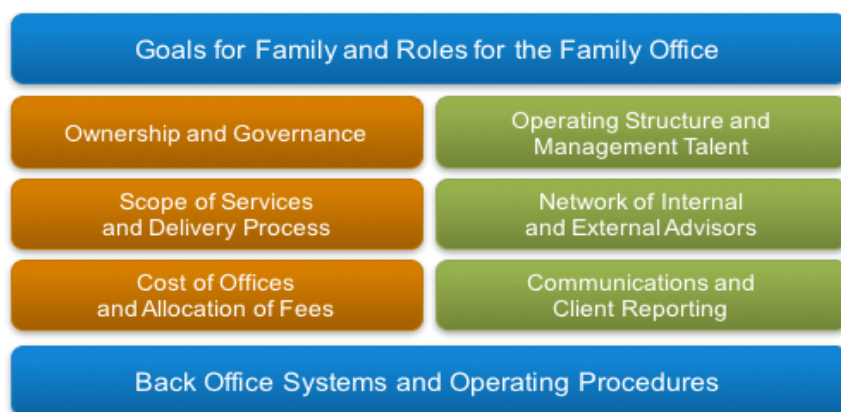 Goals for Family and Roles for the Family Office
Ownership and Governance
Operating Structure and
Management Talent
Scope of Services
and Delivery Process
Network of Internal
and External Advisors
Cost of Offices
and Allocation of Fees
Communications and
Client Reporting
Back Office Systems and Operating Procedures